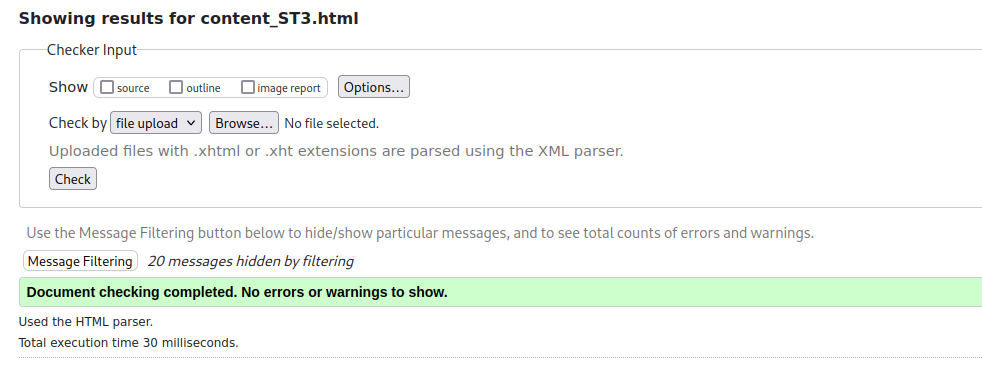 Showing results for content_ST3.html
Checker Input
Show source outline image report Options...
Check by file upload Browse... No file selected.
Uploaded files with .xhtml or .xht extensions are parsed using the XML parser.
Check
Use the Message Filtering button below to hide/show particular messages, and to see total counts of errors and warnings.
Message Filtering 20 messages hidden by filtering
Document checking completed. No errors or warnings to show.
Used the HTML parser.
Total execution time 30 milliseconds.